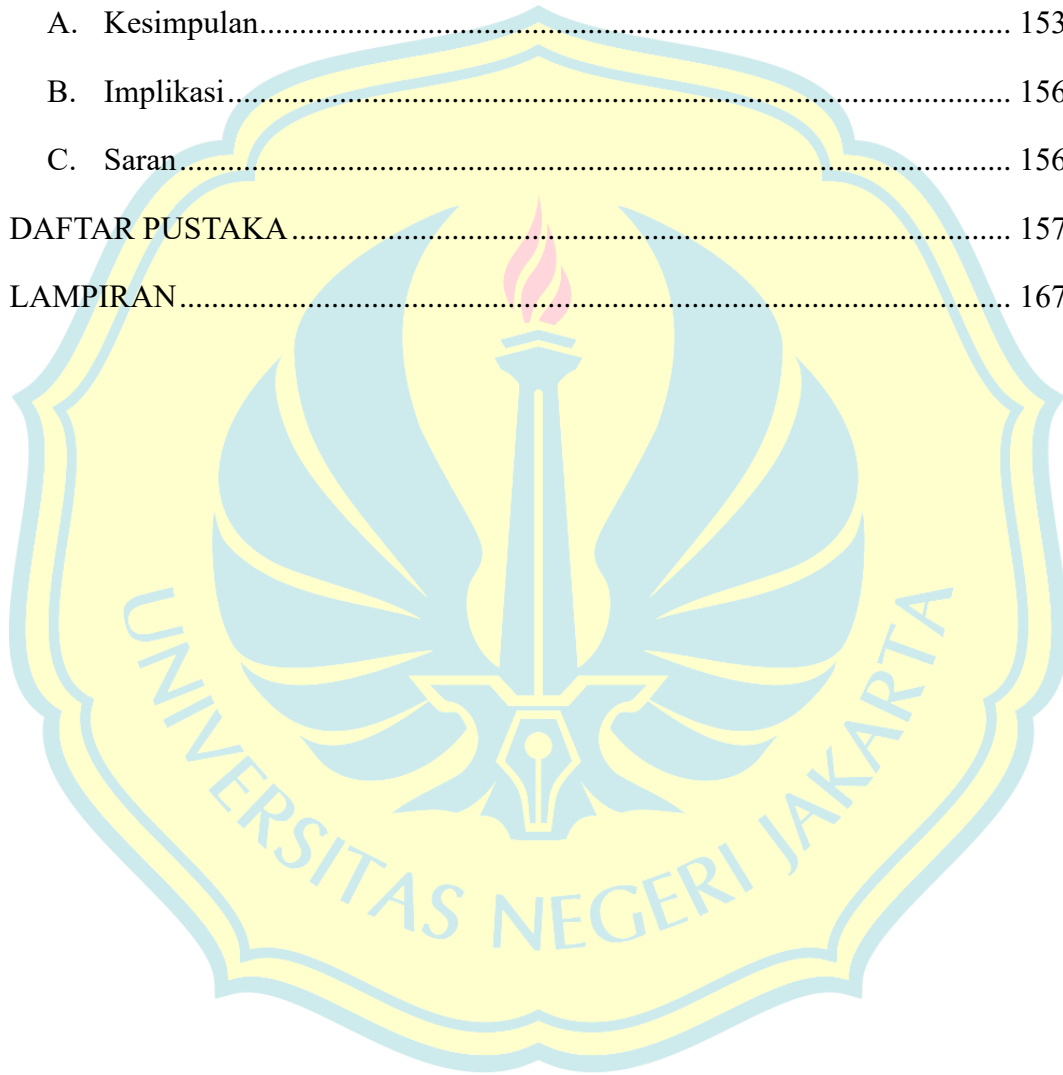 A. Kesimpulan.......................................................................................... 153
B. Implikasi.............................................................................................. 156
C. Saran.................................................................................................... 156
DAFTAR PUSTAKA...................................................................................... 157
LAMPIRAN.................................................................................................... 167
UNIVERSITAS NEGERI JAKARTA